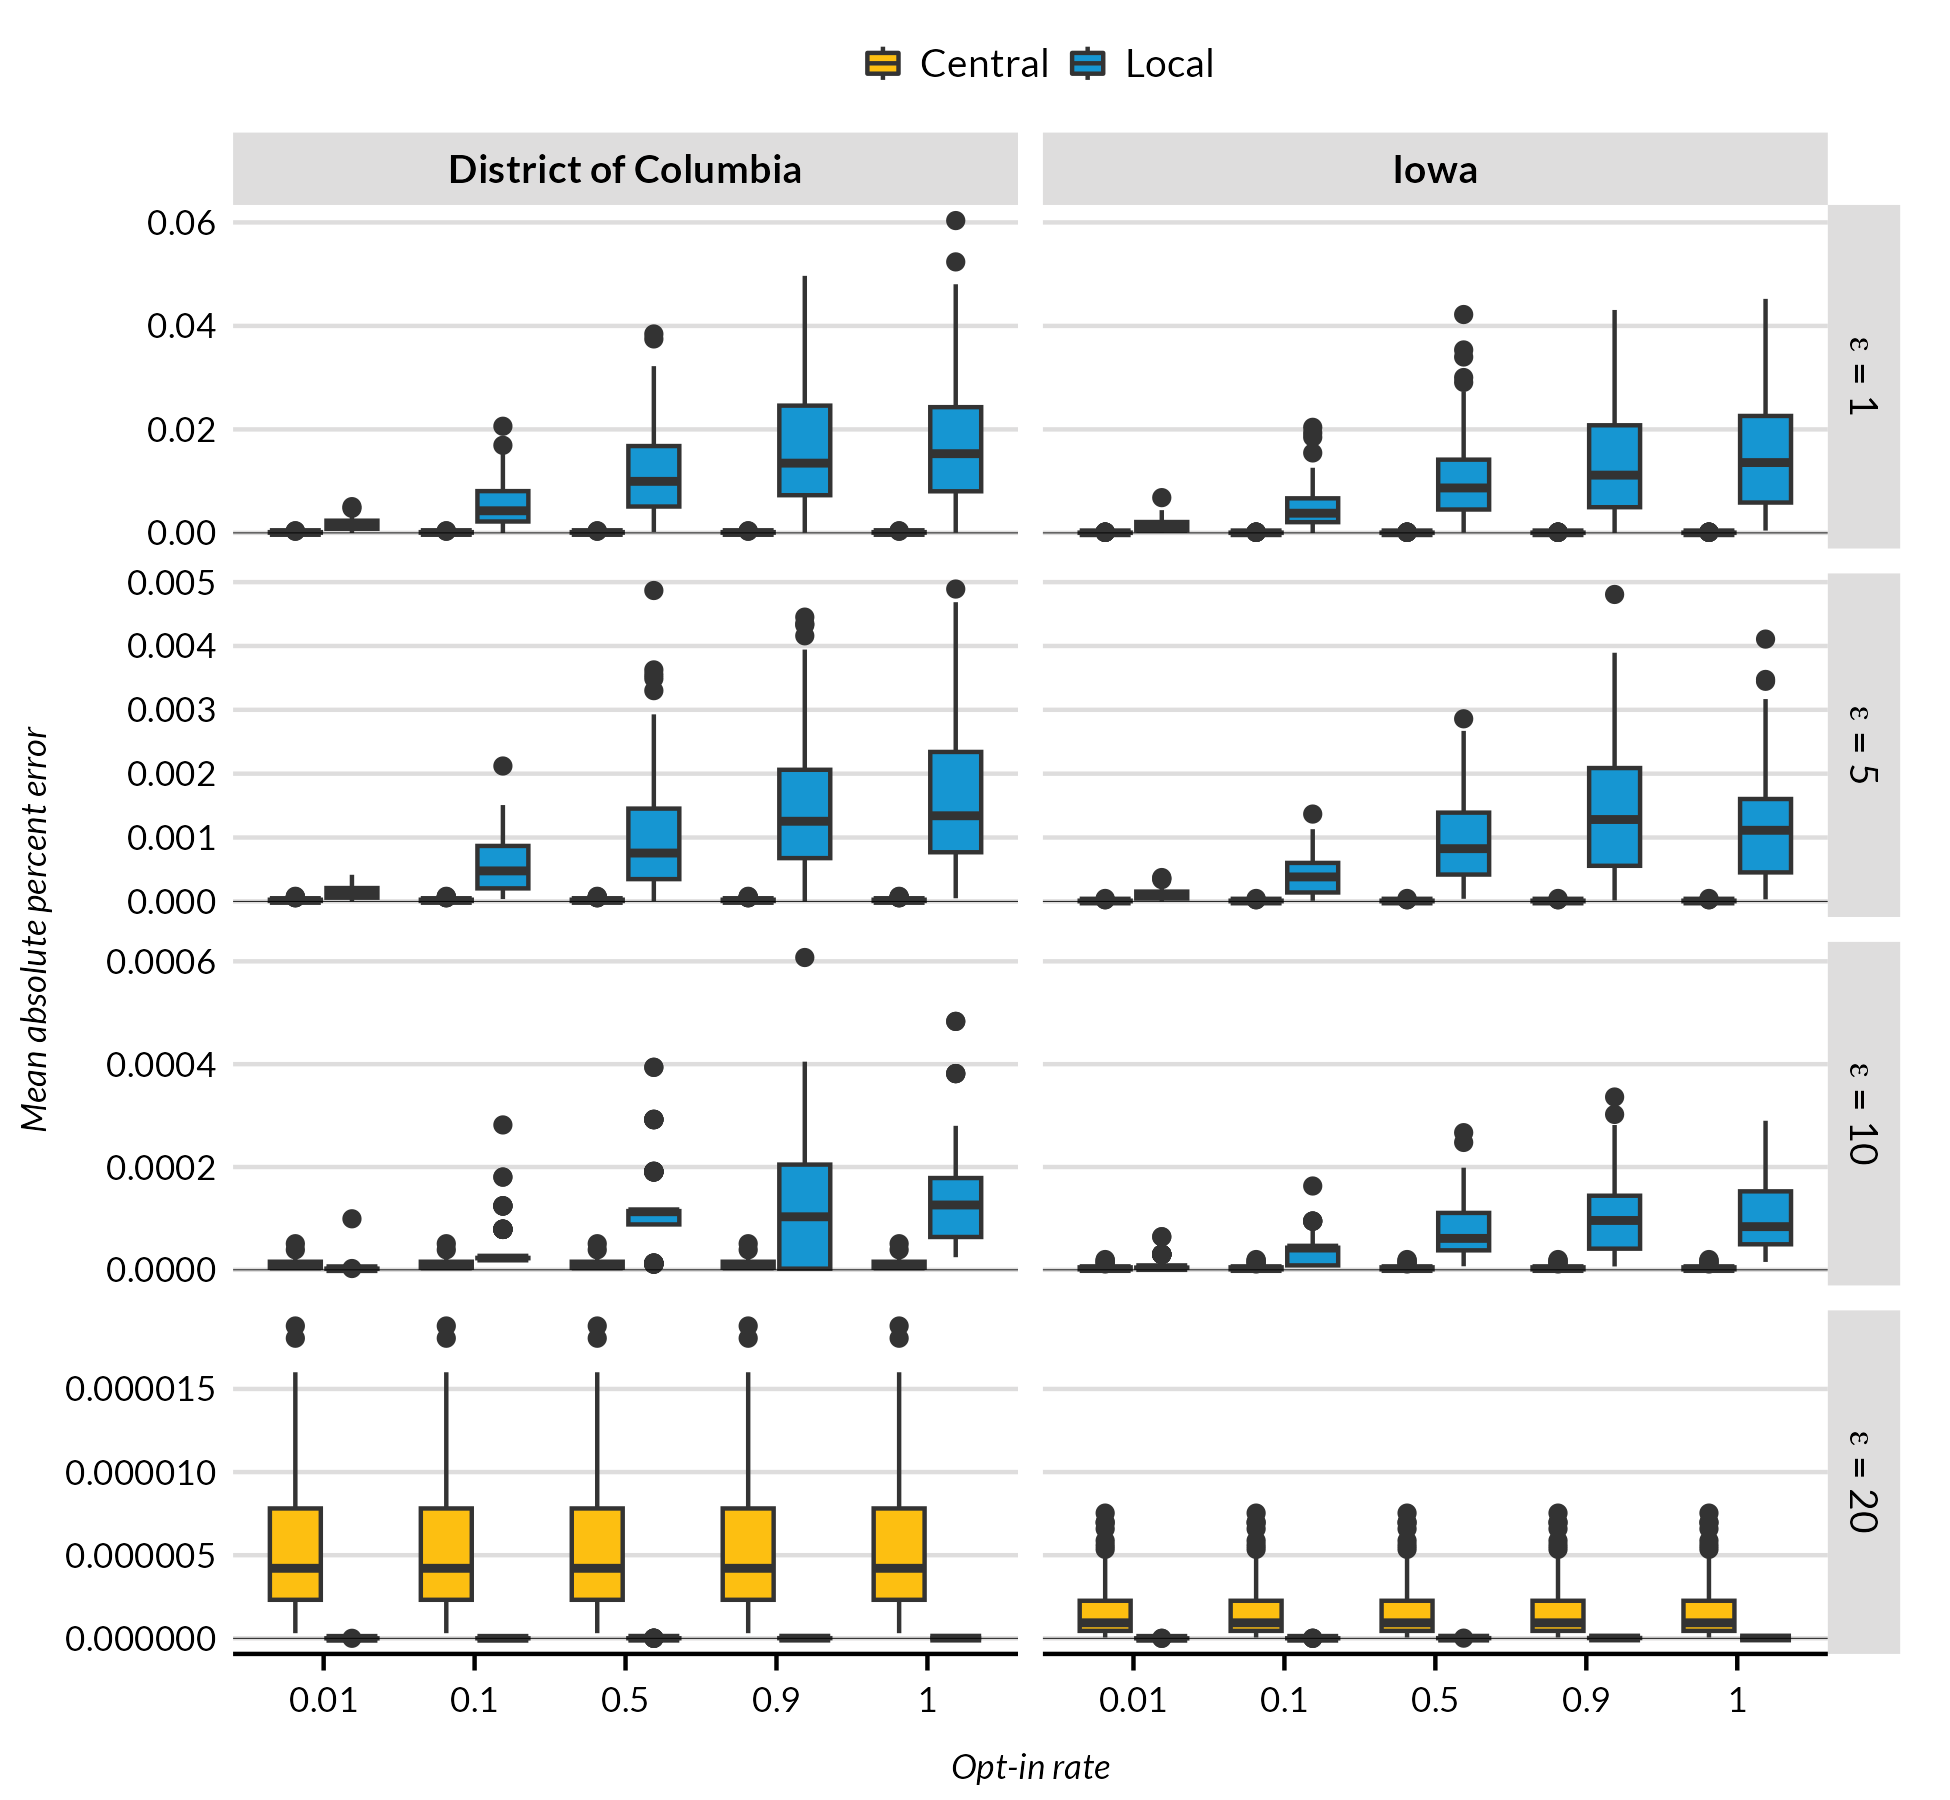 Central Local
District of Columbia Iowa
0.06
0.04
0.02
0.00
ε = 1
0.005
0.004
0.003
0.002
0.001
0.000
ε = 5
0.0006
0.0004
0.0002
0.0000
ε = 10
0.000015
0.000010
0.000005
0.000000
ε = 20
Mean absolute percent error
0.01 0.1 0.5 0.9 1 0.01 0.1 0.5 0.9 1
Opt-in rate